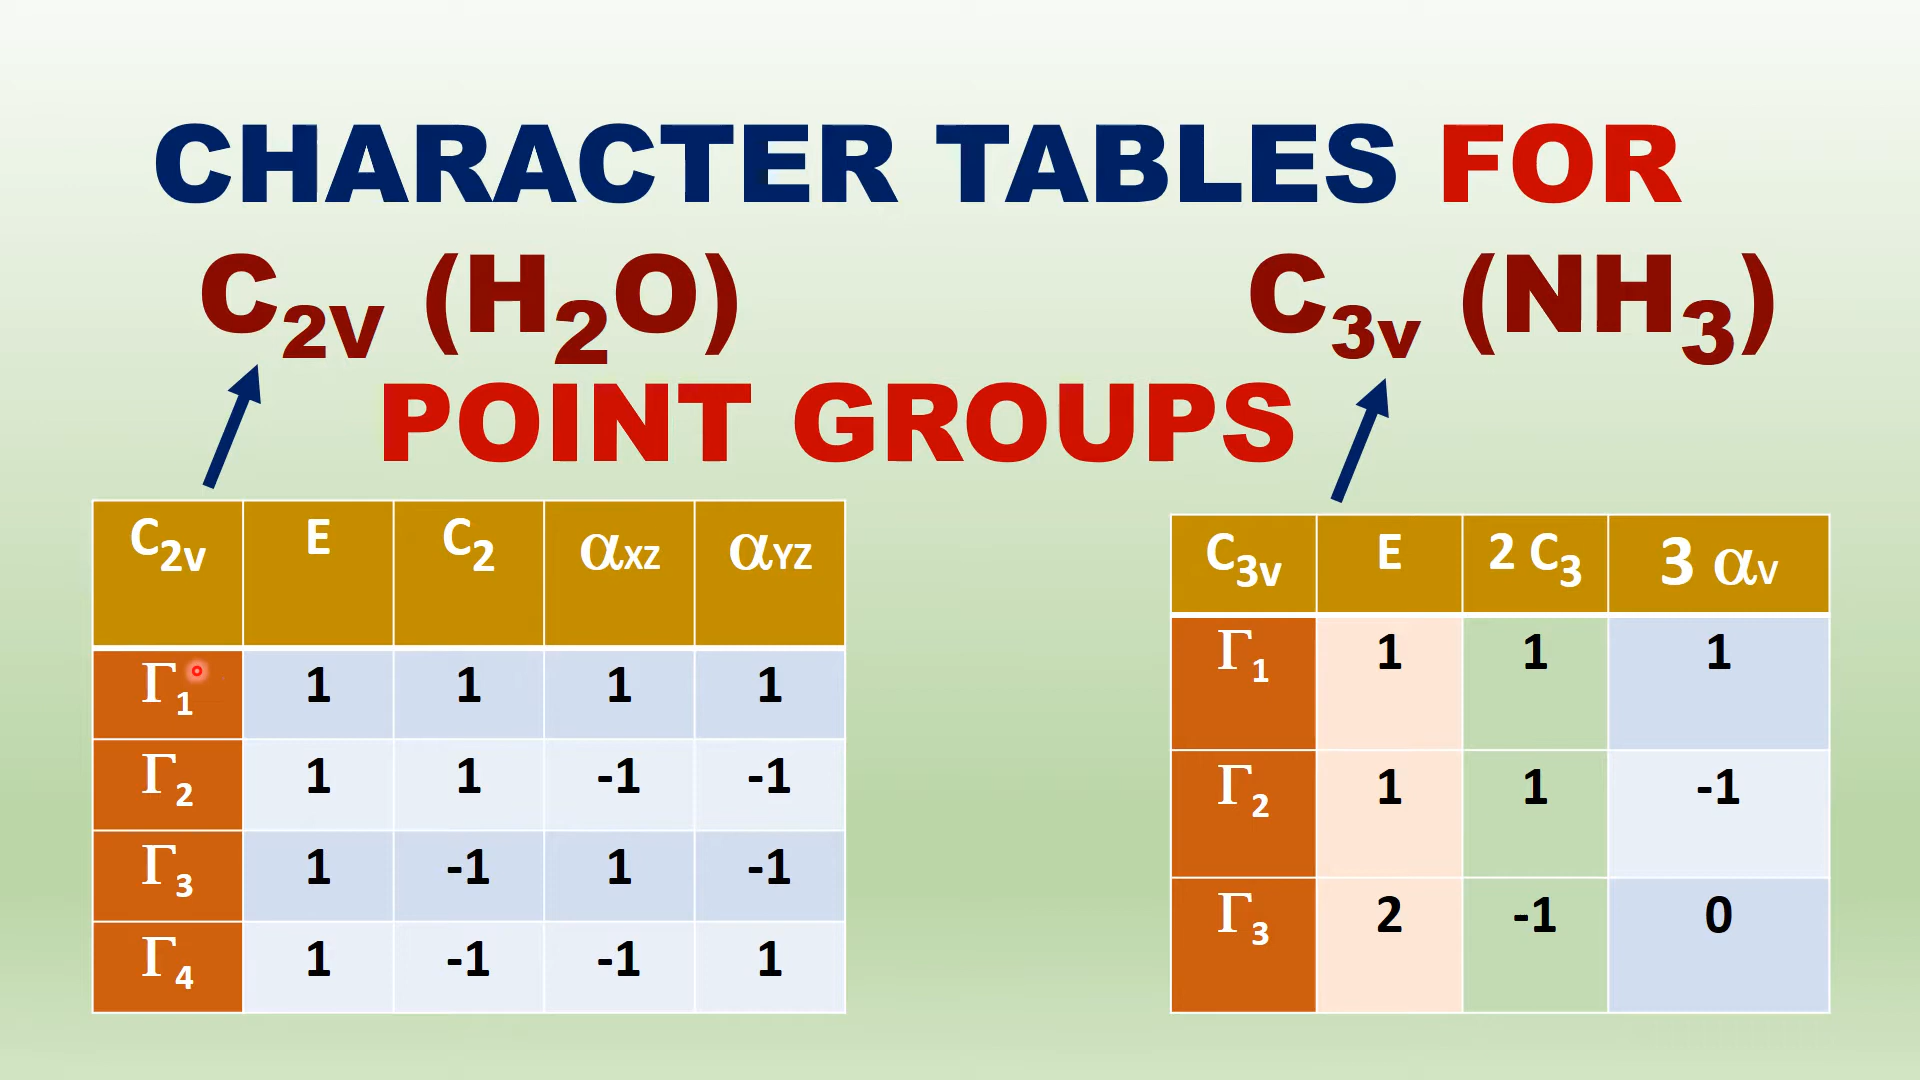 CHARACTER TABLES FOR
C2V (H2O) C3v (NH3)
POINT GROUPS
C2v E C2 αXZ αYZ
Γ1 1 1 1 1
Γ2 1 1 -1 -1
Γ3 1 -1 1 -1
Γ4 1 -1 -1 1
C3v E 2 C3 3 αV
Γ1 1 1 1
Γ2 1 1 -1
Γ3 2 -1 0